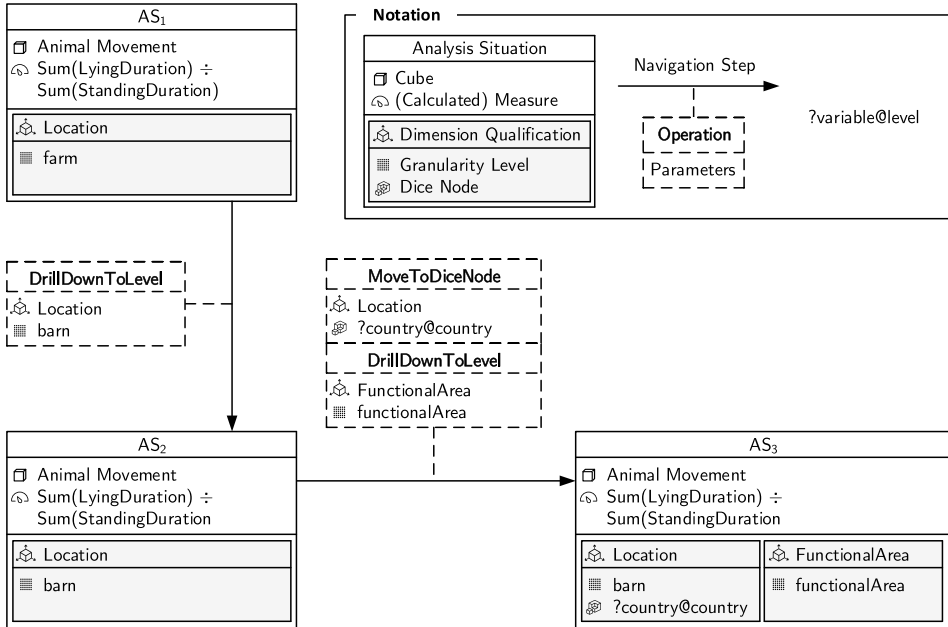 AS₁
Animal Movement
Sum(LyingDuration) ÷
Sum(StandingDuration)
Location
farm
Notation
Analysis Situation
Cube
(Calculated) Measure
Dimension Qualification
Granularity Level
Dice Node
Navigation Step
Operation
Parameters
?variable@level
DrillDownToLevel
Location
barn
MoveToDiceNode
Location
?country@country
DrillDownToLevel
FunctionalArea
functionalArea
AS₂
Animal Movement
Sum(LyingDuration) ÷
Sum(StandingDuration
Location
barn
AS₃
Animal Movement
Sum(LyingDuration) ÷
Sum(StandingDuration
Location
barn
?country@country
FunctionalArea
functionalArea